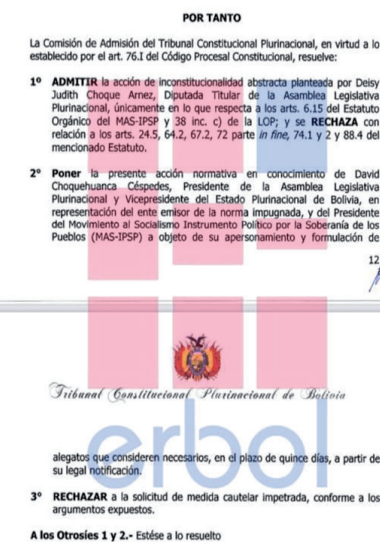 POR TANTO
La Comisión de Admisión del Tribunal Constitucional Plurinacional, en virtud a lo
establecido por el art. 76.I del Código Procesal Constitucional, resuelve:
1º ADMITIR la acción de inconstitucionalidad abstracta planteada por Deisy
Judith Choque Arnez, Diputada Titular de la Asamblea Legislativa
Plurinacional, únicamente en lo que respecta a los arts. 6.15 del Estatuto
Orgánico del MAS-IPSP y 38 inc. c) de la LOP; y se RECHAZA con
relación a los arts. 24.5, 64.2, 67.2, 72 parte in fine, 74.1 y 2 y 88.4 del
mencionado Estatuto.
2º Poner la presente acción normativa en conocimiento de David
Choquehuanca Céspedes, Presidente de la Asamblea Legislativa
Plurinacional y Vicepresidente del Estado Plurinacional de Bolivia, en
representación del ente emisor de la norma impugnada, y del Presidente
del Movimiento al Socialismo Instrumento Político por la Soberanía de los
Pueblos (MAS-IPSP) a objeto de su apersonamiento y formulación de
12
Tribunal Constitucional Plurinacional de Bolivia
erbol
alegatos que consideren necesarios, en el plazo de quince días, a partir de
su legal notificación.
3º RECHAZAR a la solicitud de medida cautelar impetrada, conforme a los
argumentos expuestos.
A los Otrosíes 1 y 2.- Estése a lo resuelto